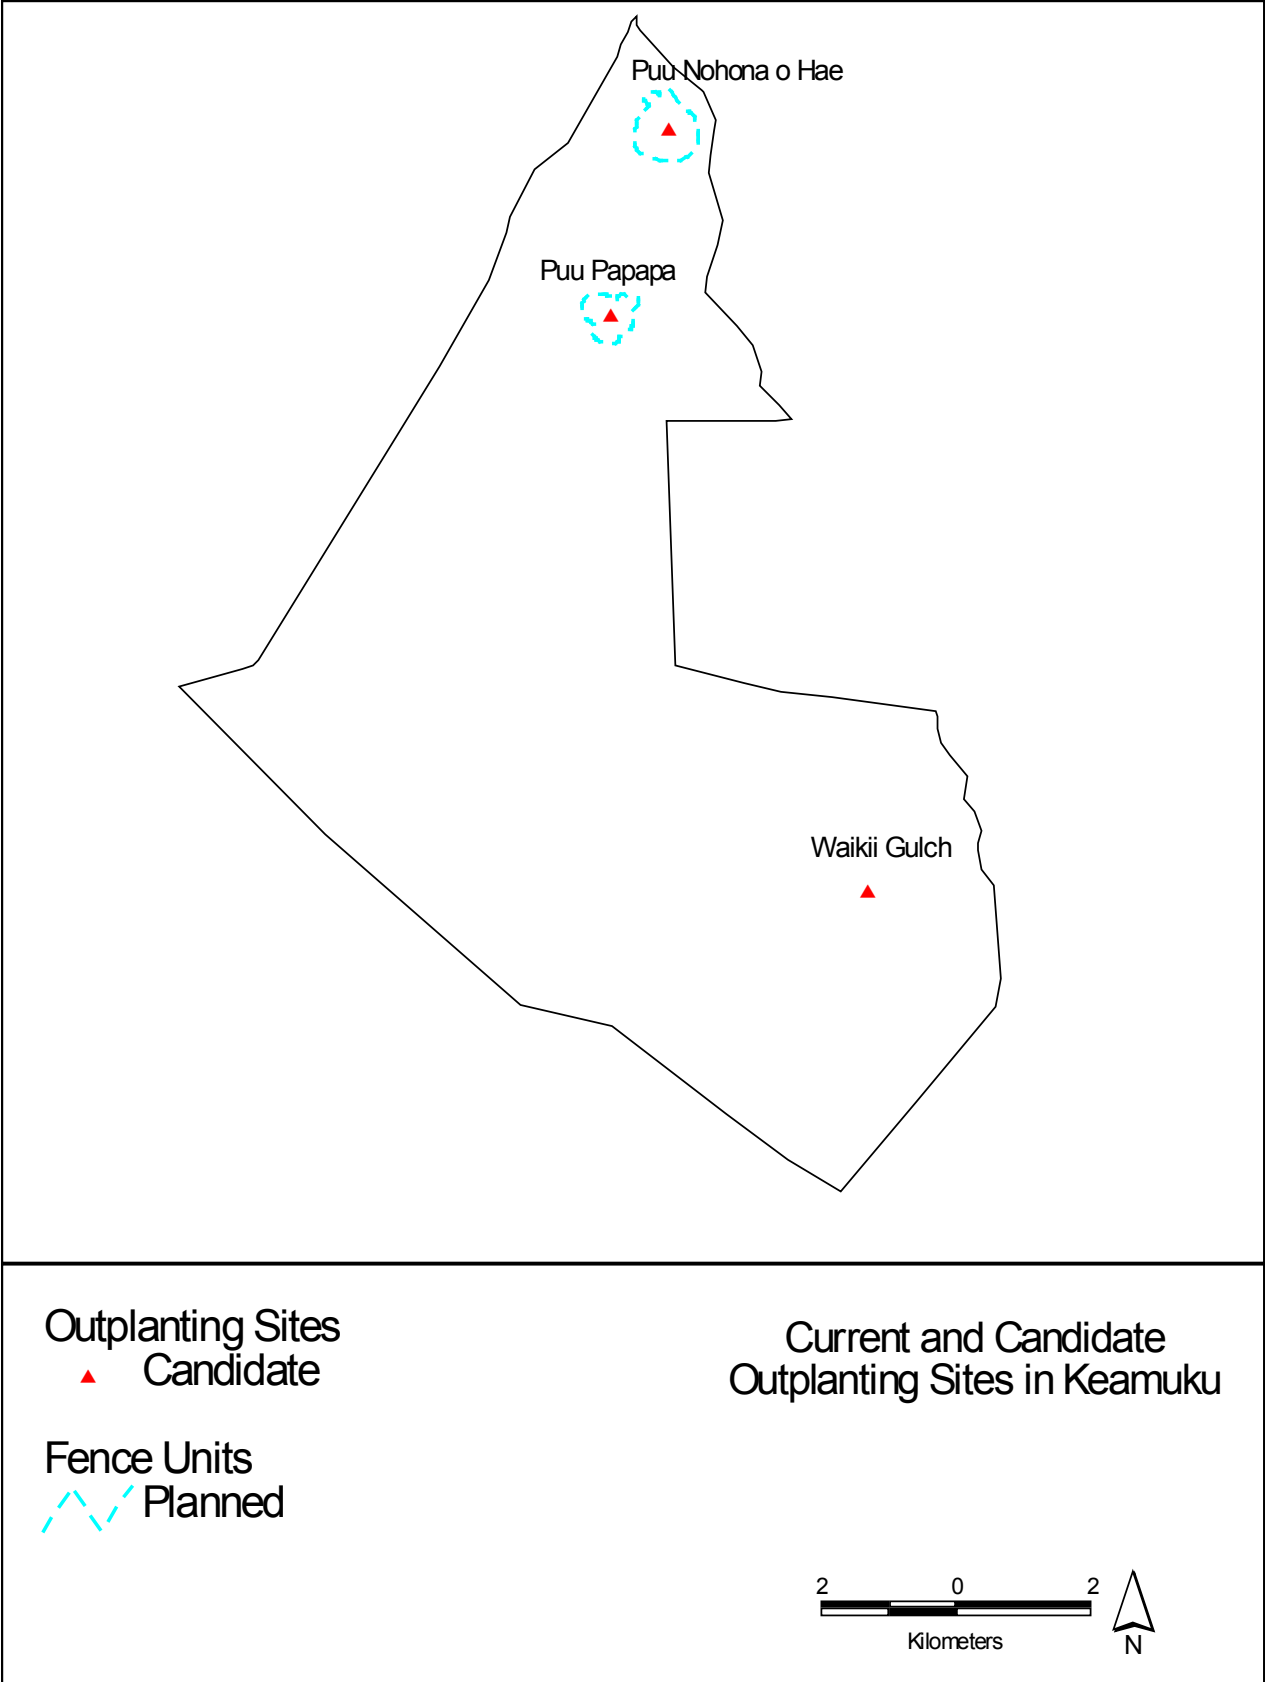 Puu Nohona o Hae
Puu Papapa
Waikii Gulch
Outplanting Sites
Candidate
Fence Units
Planned
Current and Candidate
Outplanting Sites in Keamuku
2 0 2
Kilometers
N